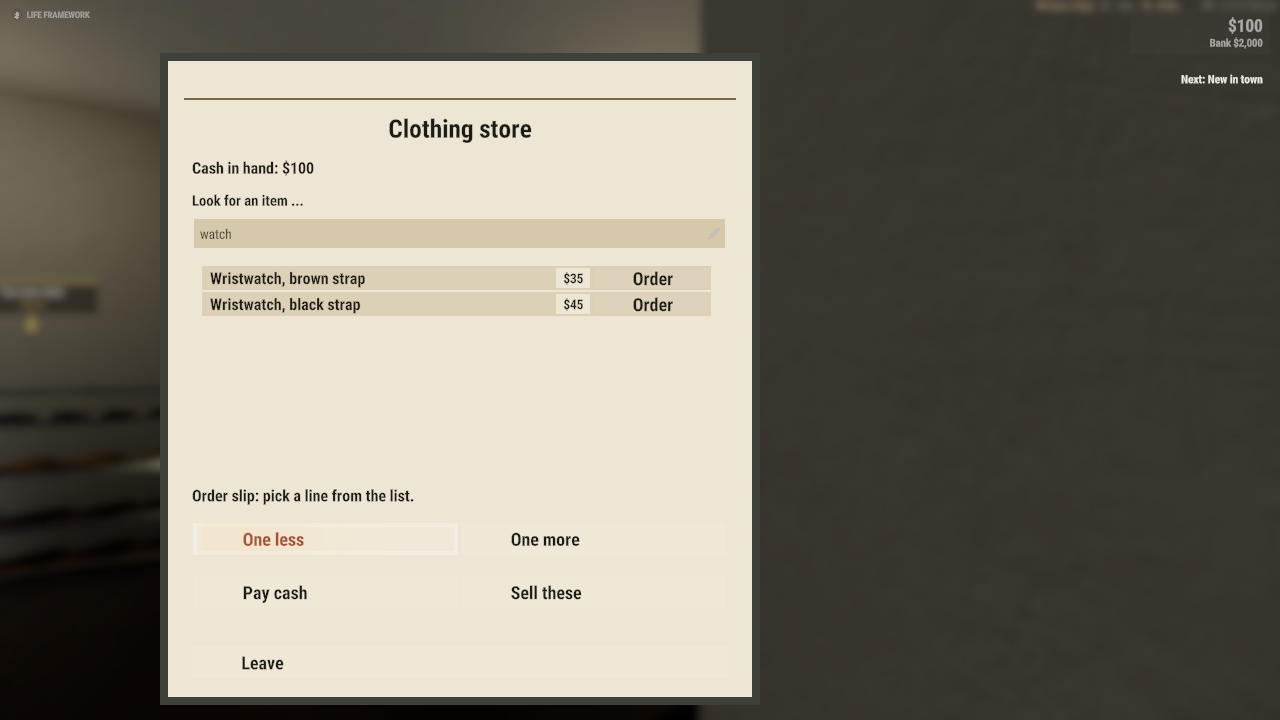 LIFE FRAMEWORK
$100
Bank $2,000
Next: New in town
Clothing store
Cash in hand: $100
Look for an item ...
watch
Wristwatch, brown strap $35 Order
Wristwatch, black strap $45 Order
Order slip: pick a line from the list.
One less One more
Pay cash Sell these
Leave